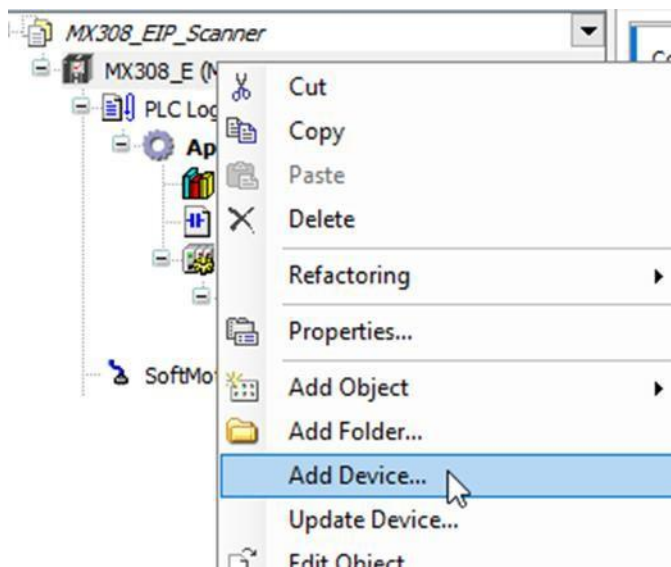 MX308_EIP_Scanner
MX308_E (M
PLC Log
Ap
SoftMo
Cut
Copy
Paste
Delete
Refactoring
Properties...
Add Object
Add Folder...
Add Device...
Update Device...
Edit Object